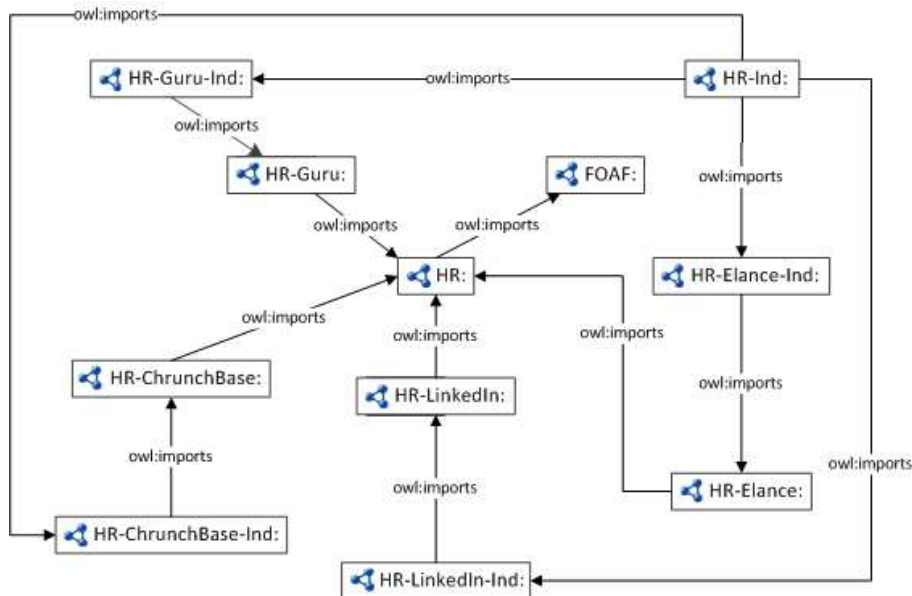 owl:imports
HR-Guru-Ind:
owl:imports
HR-Ind:
owl:imports
HR-Guru:
FOAF:
owl:imports
owl:imports
owl:imports
HR:
HR-Elance-Ind:
owl:imports
owl:imports
owl:imports
HR-ChrunchBase:
HR-LinkedIn:
owl:imports
owl:imports
owl:imports
owl:imports
HR-Elance:
HR-ChrunchBase-Ind:
HR-LinkedIn-Ind: